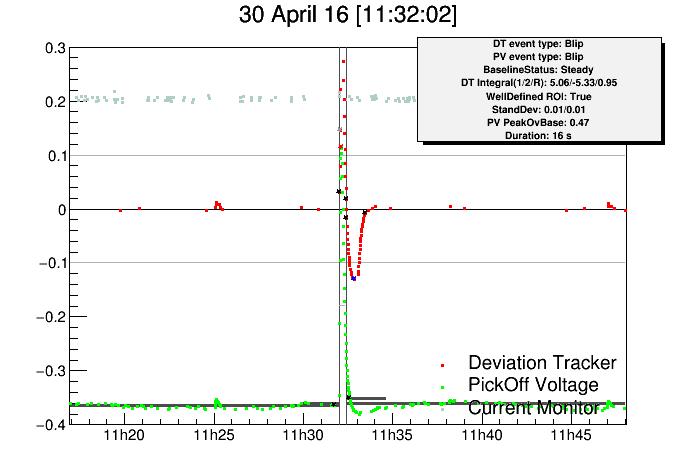 30 April 16 [11:32:02]
DT event type: Blip
PV event type: Blip
BaselineStatus: Steady
DT Integral(1/2/R): 5.06/-5.33/0.95
WellDefined ROI: True
StandDev: 0.01/0.01
PV PeakOvBase: 0.47
Duration: 16 s
0.3
0.2
0.1
0
−0.1
−0.2
−0.3
−0.4
Deviation Tracker
PickOff Voltage
Current Monitor
11h20 11h25 11h30 11h35 11h40 11h45